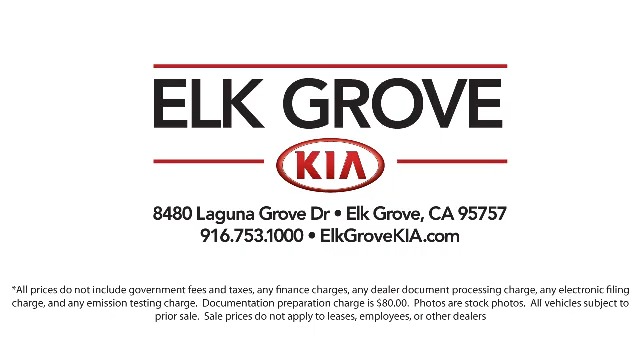 ELK GROVE
KIA
8480 Laguna Grove Dr • Elk Grove, CA 95757
916.753.1000 • ElkGroveKIA.com
*All prices do not include government fees and taxes, any finance charges, any dealer document processing charge, any electronic filing
charge, and any emission testing charge. Documentation preparation charge is $80.00. Photos are stock photos. All vehicles subject to
prior sale. Sale prices do not apply to leases, employees, or other dealers